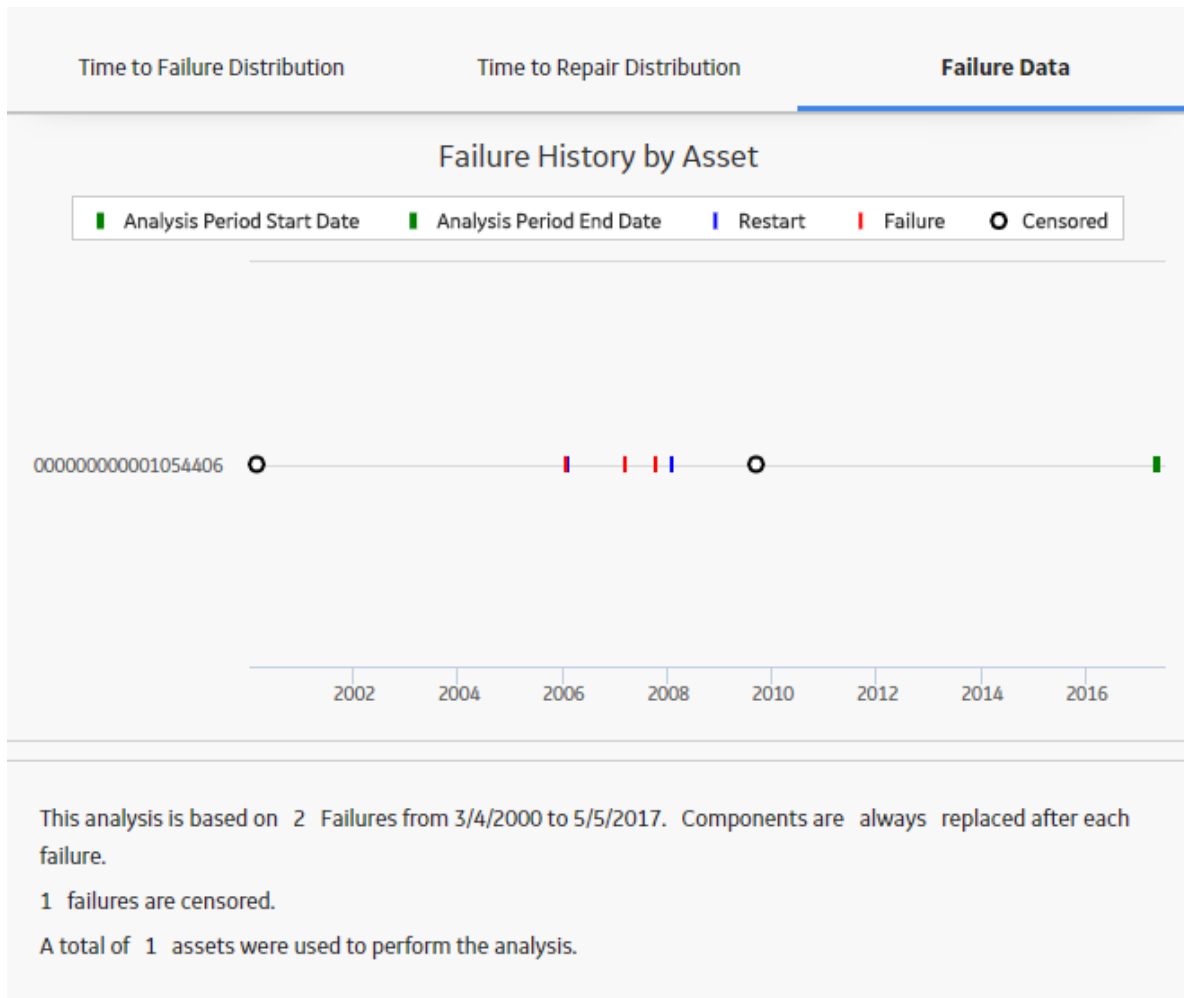 Time to Failure Distribution Time to Repair Distribution Failure Data
Failure History by Asset
Analysis Period Start Date Analysis Period End Date Restart Failure Censored
000000000001054406
2002 2004 2006 2008 2010 2012 2014 2016
This analysis is based on 2 Failures from 3/4/2000 to 5/5/2017. Components are always replaced after each
failure.
1 failures are censored.
A total of 1 assets were used to perform the analysis.